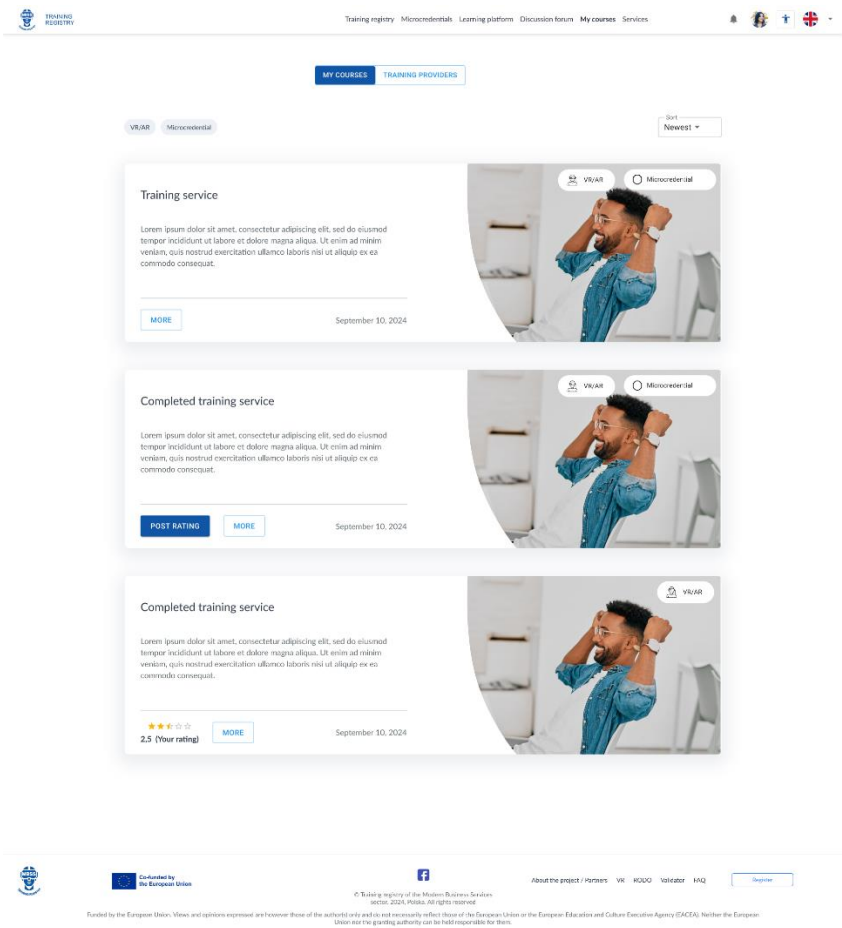 TRAINING
REGISTRY
Training registry Microcredentials Learning platform Discussion forum My courses Services
MY COURSES TRAINING PROVIDERS
VR/AR Microcredential
Sort
Newest
VR/AR Microcredential
Training service
Lorem ipsum dolor sit amet, consectetur adipiscing elit, sed do eiusmod
tempor incididunt ut labore et dolore magna aliqua. Ut enim ad minim
veniam, quis nostrud exercitation ullamco laboris nisi ut aliquip ex ea
commodo consequat.
MORE September 10, 2024
VR/AR Microcredential
Completed training service
Lorem ipsum dolor sit amet, consectetur adipiscing elit, sed do eiusmod
tempor incididunt ut labore et dolore magna aliqua. Ut enim ad minim
veniam, quis nostrud exercitation ullamco laboris nisi ut aliquip ex ea
commodo consequat.
POST RATING MORE September 10, 2024
VR/AR
Completed training service
Lorem ipsum dolor sit amet, consectetur adipiscing elit, sed do eiusmod
tempor incididunt ut labore et dolore magna aliqua. Ut enim ad minim
veniam, quis nostrud exercitation ullamco laboris nisi ut aliquip ex ea
commodo consequat.
2,5 (Your rating) MORE September 10, 2024
Co-funded by
the European Union
About the project / Partners VR RODO Validator FAQ Register
© Training registry of the Modern Business Services
sector, 2024, Polska. All rights reserved
Funded by the European Union. Views and opinions expressed are however those of the author(s) only and do not necessarily reflect those of the European Union or the European Education and Culture Executive Agency (EACEA). Neither the European
Union nor the granting authority can be held responsible for them.